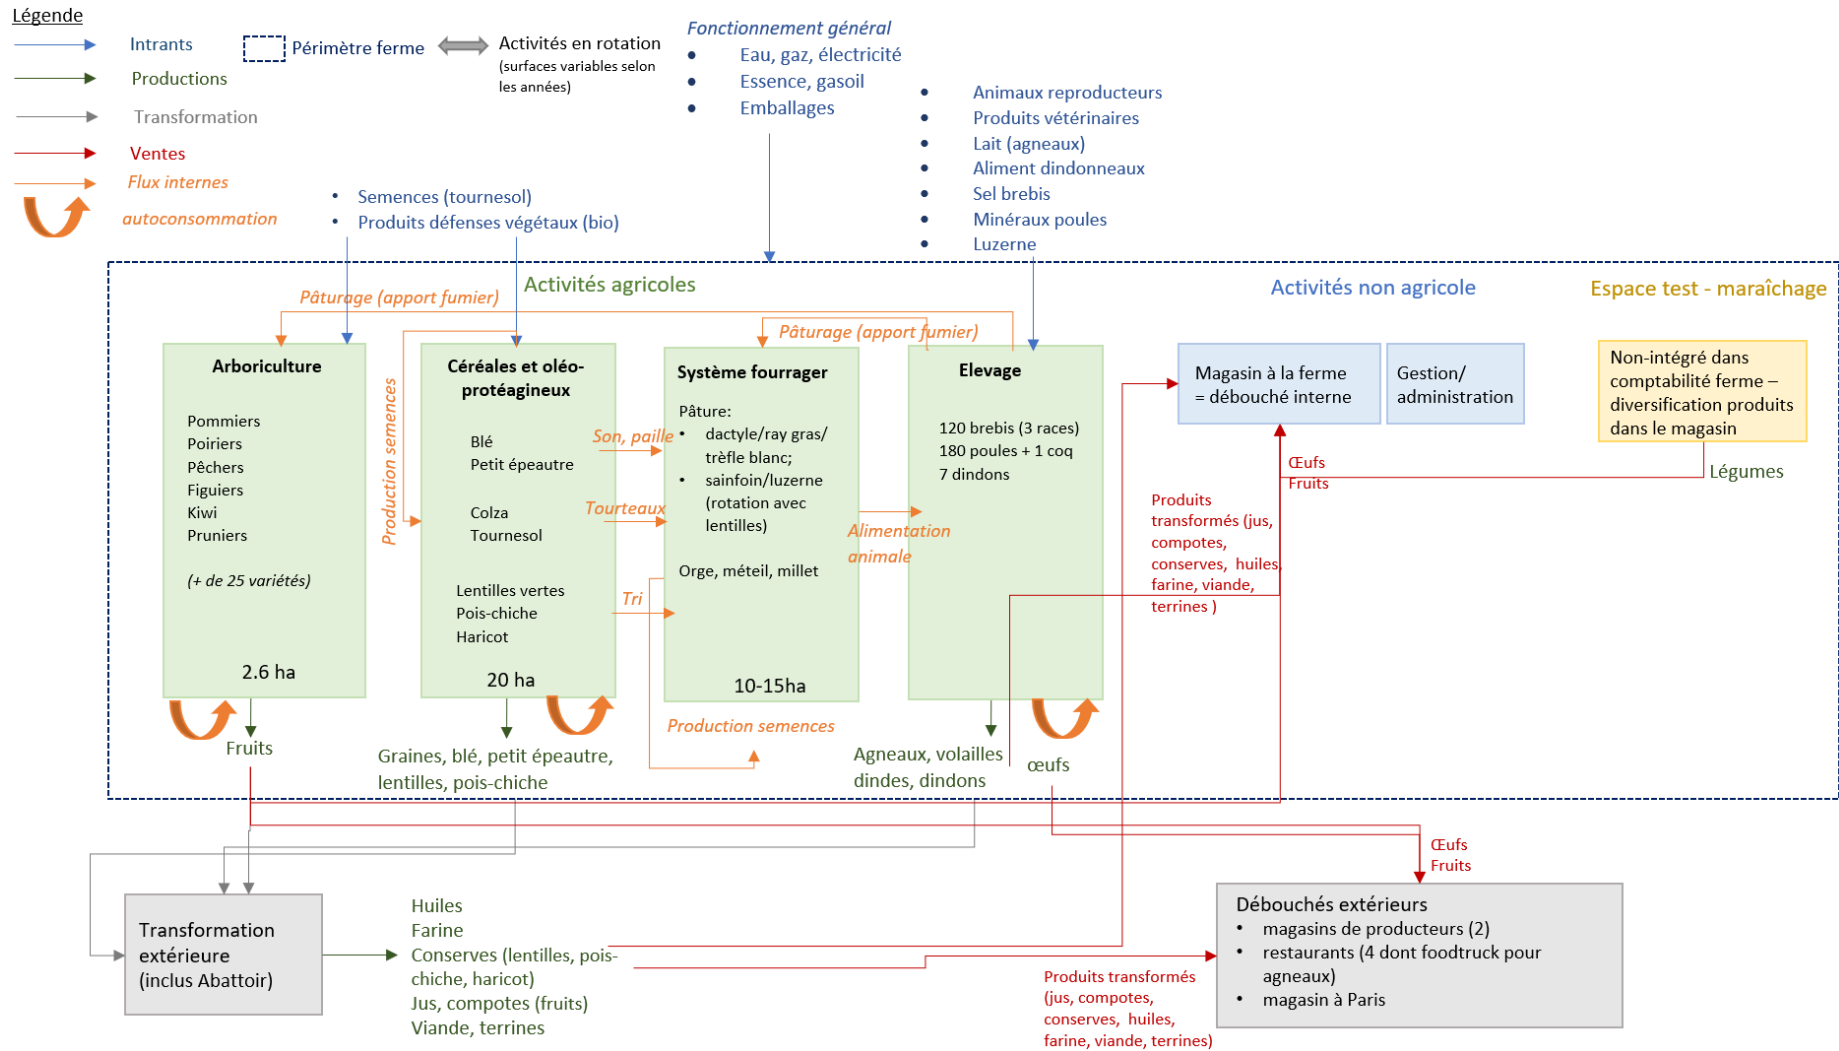 Légende
Intrants
Productions
Transformation
Ventes
Flux internes
autoconsommation
Périmètre ferme
Activités en rotation
(surfaces variables selon
les années)
Fonctionnement général
• Eau, gaz, électricité
• Essence, gasoil
• Emballages
• Animaux reproducteurs
• Produits vétérinaires
• Lait (agneaux)
• Aliment dindonneaux
• Sel brebis
• Minéraux poules
• Luzerne
• Semences (tournesol)
• Produits défenses végétaux (bio)
Activités agricoles
Activités non agricole
Espace test - maraîchage
Pâturage (apport fumier)
Pâturage (apport fumier)
Production semences
Arboriculture
Pommiers
Poiriers
Pêchers
Figuiers
Kiwi
Pruniers
(+ de 25 variétés)
2.6 ha
Céréales et oléo-
protéagineux
Blé
Petit épeautre
Colza
Tournesol
Lentilles vertes
Pois-chiche
Haricot
20 ha
Son, paille
Tourteaux
Tri
Système fourrager
Pâture:
• dactyle/ray gras/
trèfle blanc;
• sainfoin/luzerne
(rotation avec
lentilles)
Orge, méteil, millet
10-15ha
Production semences
Alimentation
animale
Elevage
120 brebis (3 races)
180 poules + 1 coq
7 dindons
Magasin à la ferme
= débouché interne
Gestion/
administration
Non-intégré dans
comptabilité ferme –
diversification produits
dans le magasin
Légumes
Œufs
Fruits
Produits
transformés (jus,
compotes,
conserves, huiles,
farine, viande,
terrines )
Fruits
Graines, blé, petit épeautre,
lentilles, pois-chiche
Agneaux, volailles
dindes, dindons
œufs
Œufs
Fruits
Transformation
extérieure
(inclus Abattoir)
Huiles
Farine
Conserves (lentilles, pois-
chiche, haricot)
Jus, compotes (fruits)
Viande, terrines
Produits transformés
(jus, compotes,
conserves, huiles,
farine, viande, terrines)
Débouchés extérieurs
• magasins de producteurs (2)
• restaurants (4 dont foodtruck pour
agneaux)
• magasin à Paris